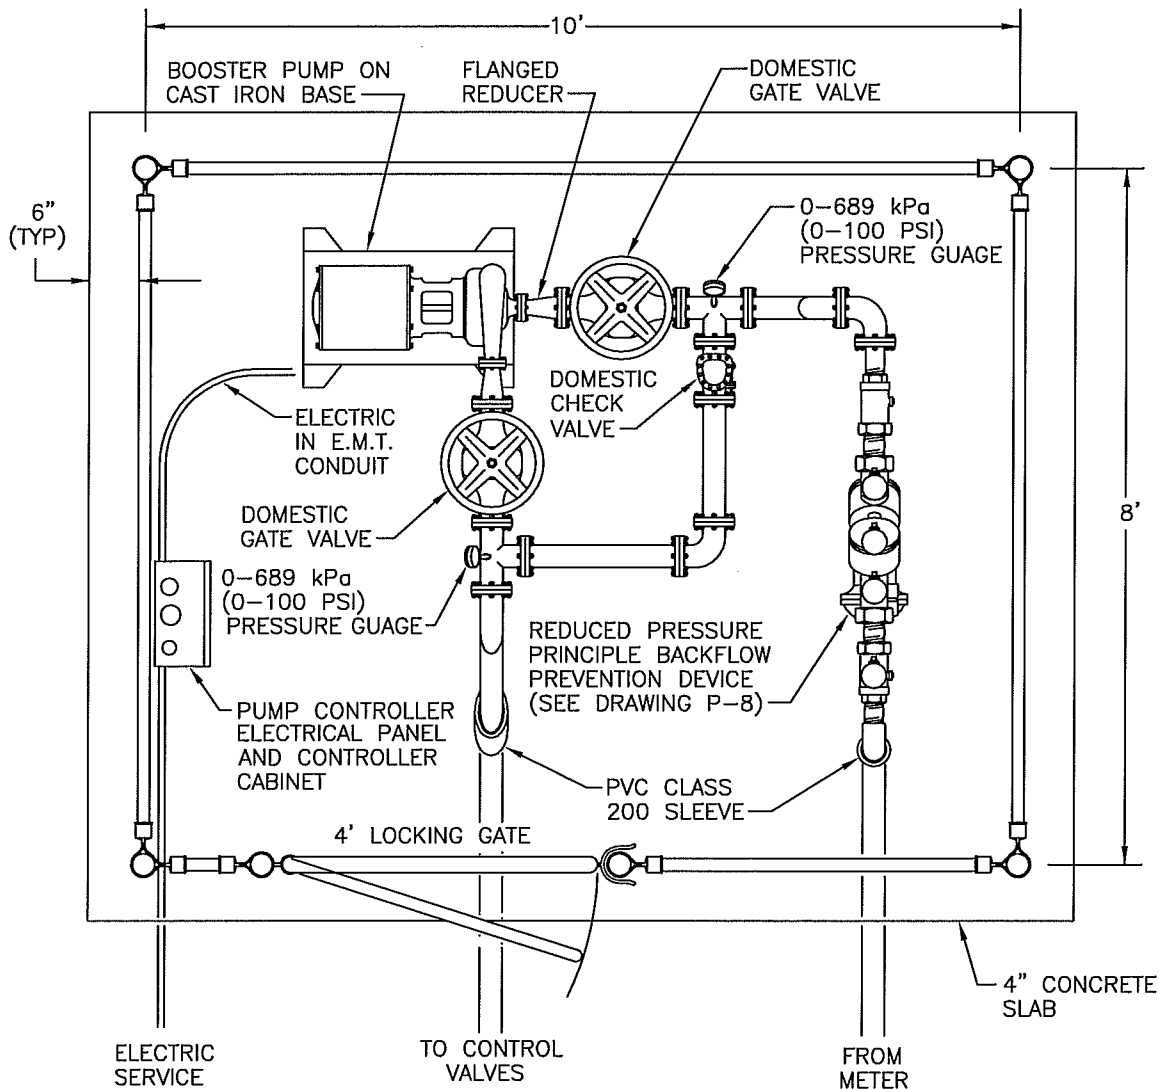 10'
BOOSTER PUMP ON
CAST IRON BASE
FLANGED
REDUCER
DOMESTIC
GATE VALVE
6"
(TYP)
0-689 kPa
(0-100 PSI)
PRESSURE GUAGE
DOMESTIC
CHECK
VALVE
ELECTRIC
IN E.M.T.
CONDUIT
8'
DOMESTIC
GATE VALVE
0-689 kPa
(0-100 PSI)
PRESSURE GUAGE
REDUCED PRESSURE
PRINCIPLE BACKFLOW
PREVENTION DEVICE
(SEE DRAWING P-8)
PUMP CONTROLLER
ELECTRICAL PANEL
AND CONTROLLER
CABINET
PVC CLASS
200 SLEEVE
4' LOCKING GATE
4" CONCRETE
SLAB
ELECTRIC
SERVICE
TO CONTROL
VALVES
FROM
METER